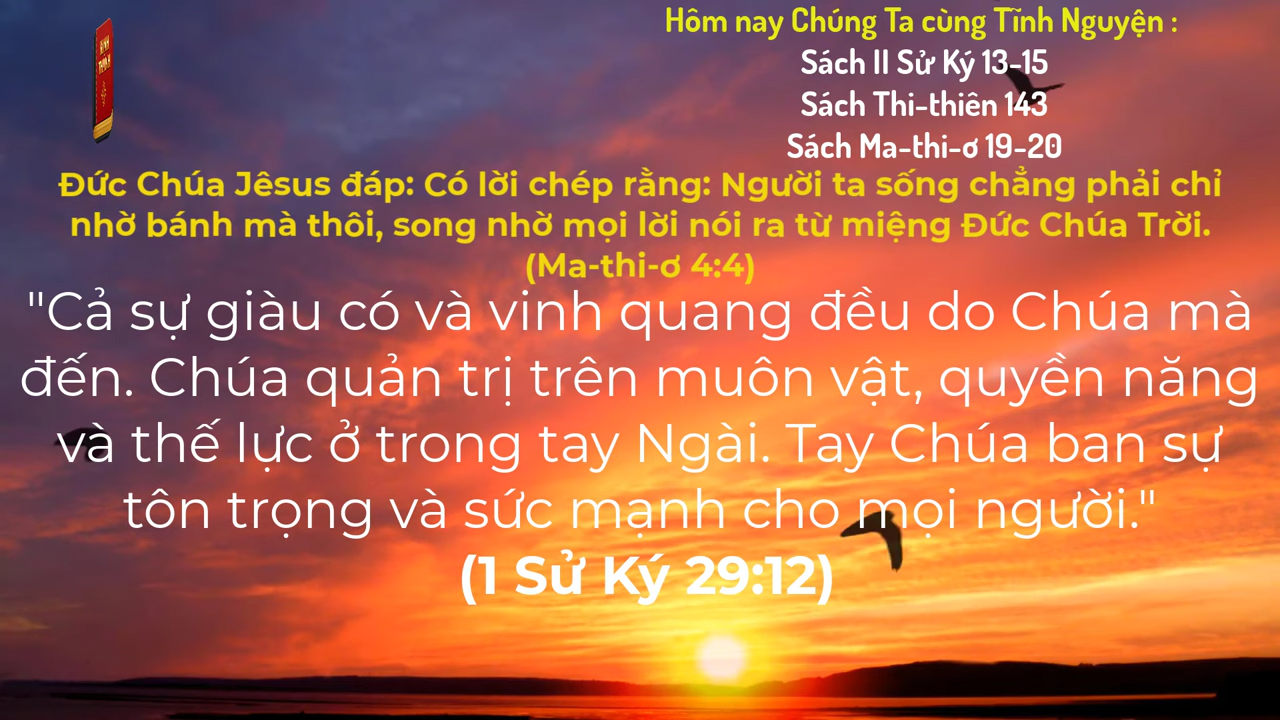 Hôm nay Chúng Ta cùng Tĩnh Nguyện :
Sách II Sử Ký 13-15
Sách Thi-thiên 143
Sách Ma-thi-ơ 19-20
Đức Chúa Jêsus đáp: Có lời chép rằng: Người ta sống chẳng phải chỉ
nhờ bánh mà thôi, song nhờ mọi lời nói ra từ miệng Đức Chúa Trời.
(Ma-thi-ơ 4:4)
"Cả sự giàu có và vinh quang đều do Chúa mà
đến. Chúa quản trị trên muôn vật, quyền năng
và thế lực ở trong tay Ngài. Tay Chúa ban sự
tôn trọng và sức mạnh cho mọi người."
(1 Sử Ký 29:12)